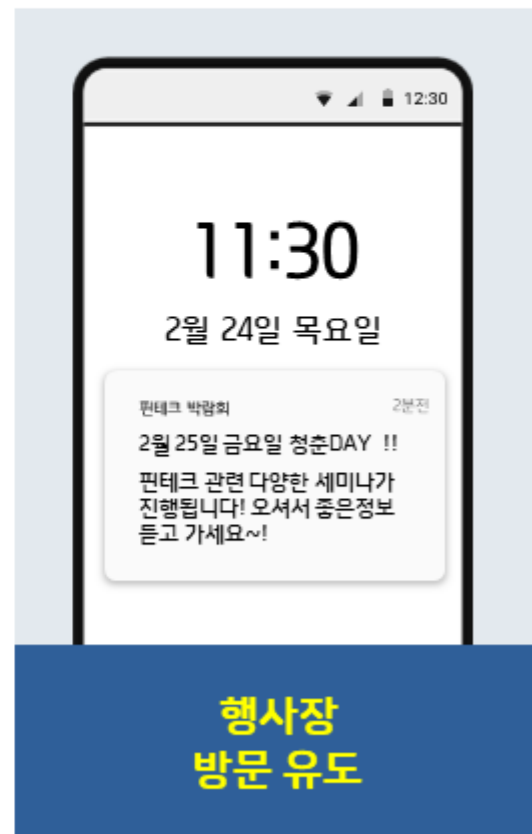 12:30
11:30
2월 24일 목요일
핀테크 박람회 2분전
2월 25일 금요일 청춘DAY !!
핀테크 관련 다양한 세미나가
진행됩니다! 오셔서 좋은정보
듣고 가세요~!
행사장
방문 유도